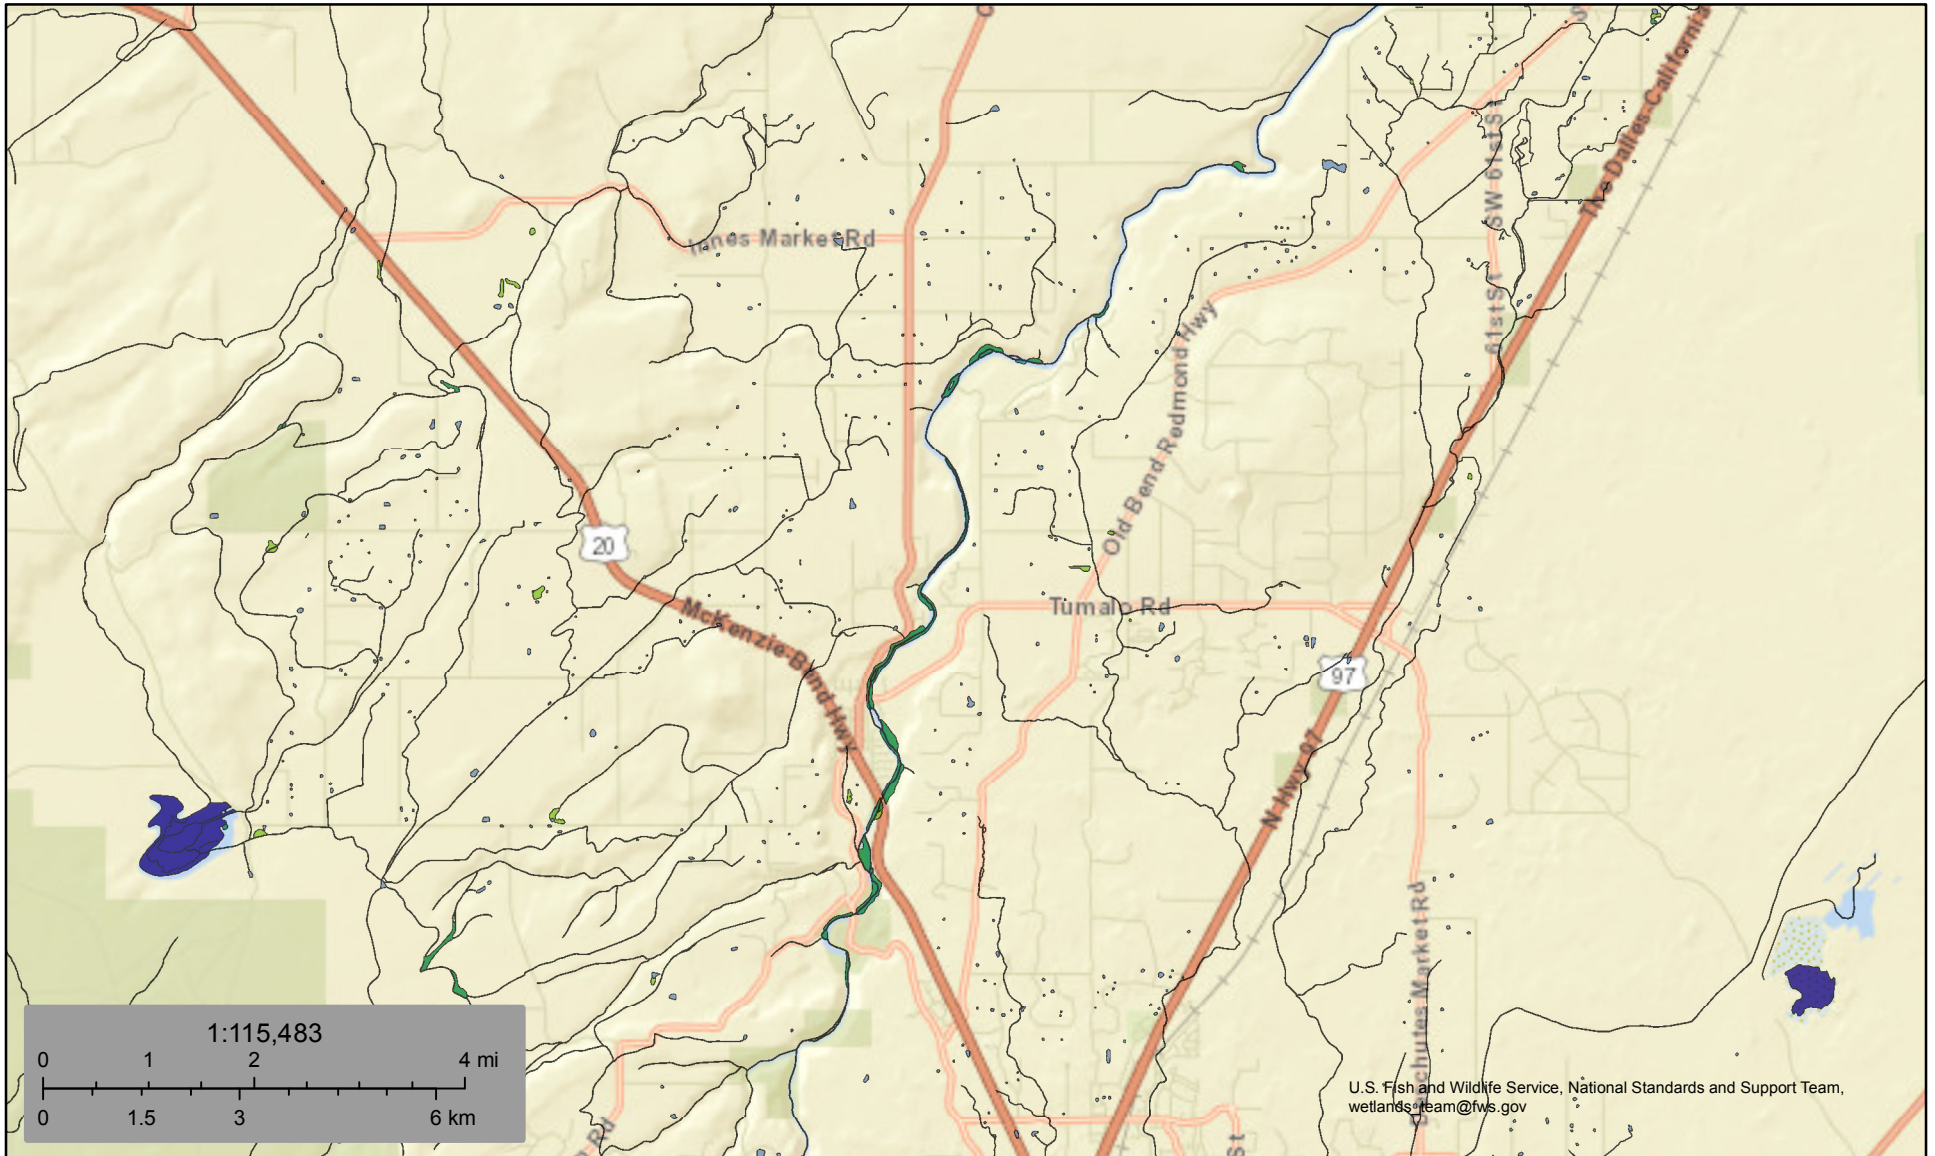 The Dalles-California
SW 61st St
Innes Market Rd
61st St
Old Bend Redmond Hwy
20
McKenzie-Bend Hwy
Tumalo Rd
97
N Hwy 97
Deschutes Market Rd
1:115,483
0 1 2 4 mi
0 1.5 3 6 km
U.S. Fish and Wildlife Service, National Standards and Support Team,
wetlands_team@fws.gov
Rd
St